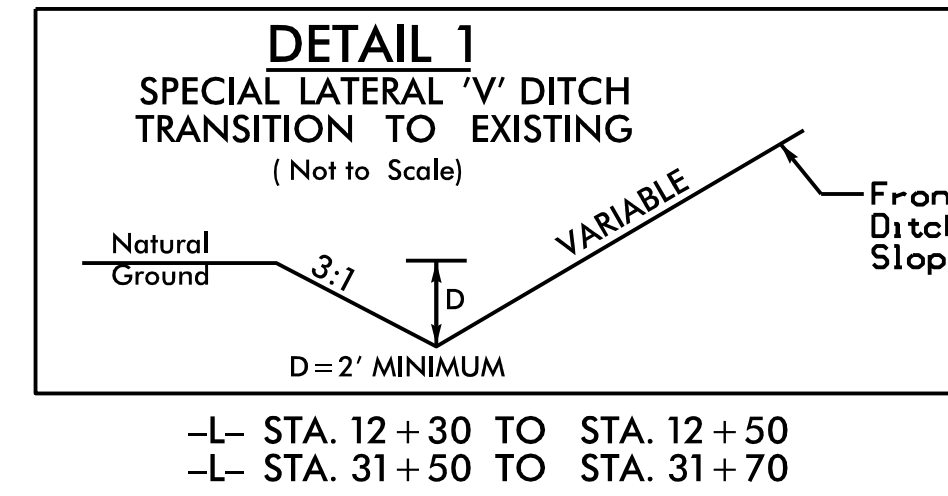 DETAIL 1
SPECIAL LATERAL 'V' DITCH
TRANSITION TO EXISTING
( Not to Scale)
Natural
Ground
3:1
D
VARIABLE
D=2' MINIMUM
-L- STA. 12+30 TO STA. 12+50
-L- STA. 31+50 TO STA. 31+70